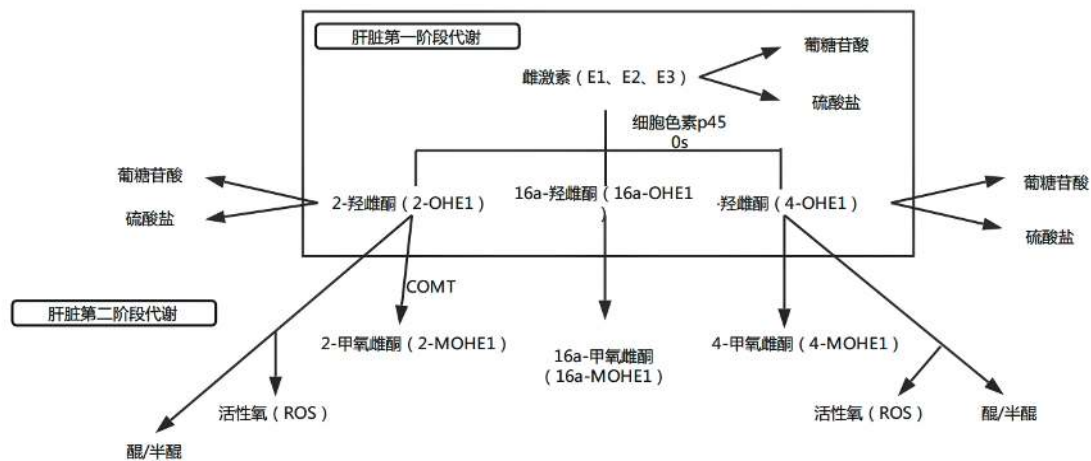 肝脏第一阶段代谢
葡糖苷酸
雌激素(E1、E2、E3)
硫酸盐
细胞色素p45
0s
葡糖苷酸
2-羟雌酮(2-OHE1)
硫酸盐
16a-羟雌酮(16a-OHE1
)
·羟雌酮(4-OHE1)
葡糖苷酸
硫酸盐
COMT
肝脏第二阶段代谢
2-甲氧雌酮(2-MOHE1)
16a-甲氧雌酮
(16a-MOHE1)
4-甲氧雌酮(4-MOHE1)
活性氧(ROS)
醌/半醌
活性氧(ROS)
醌/半醌